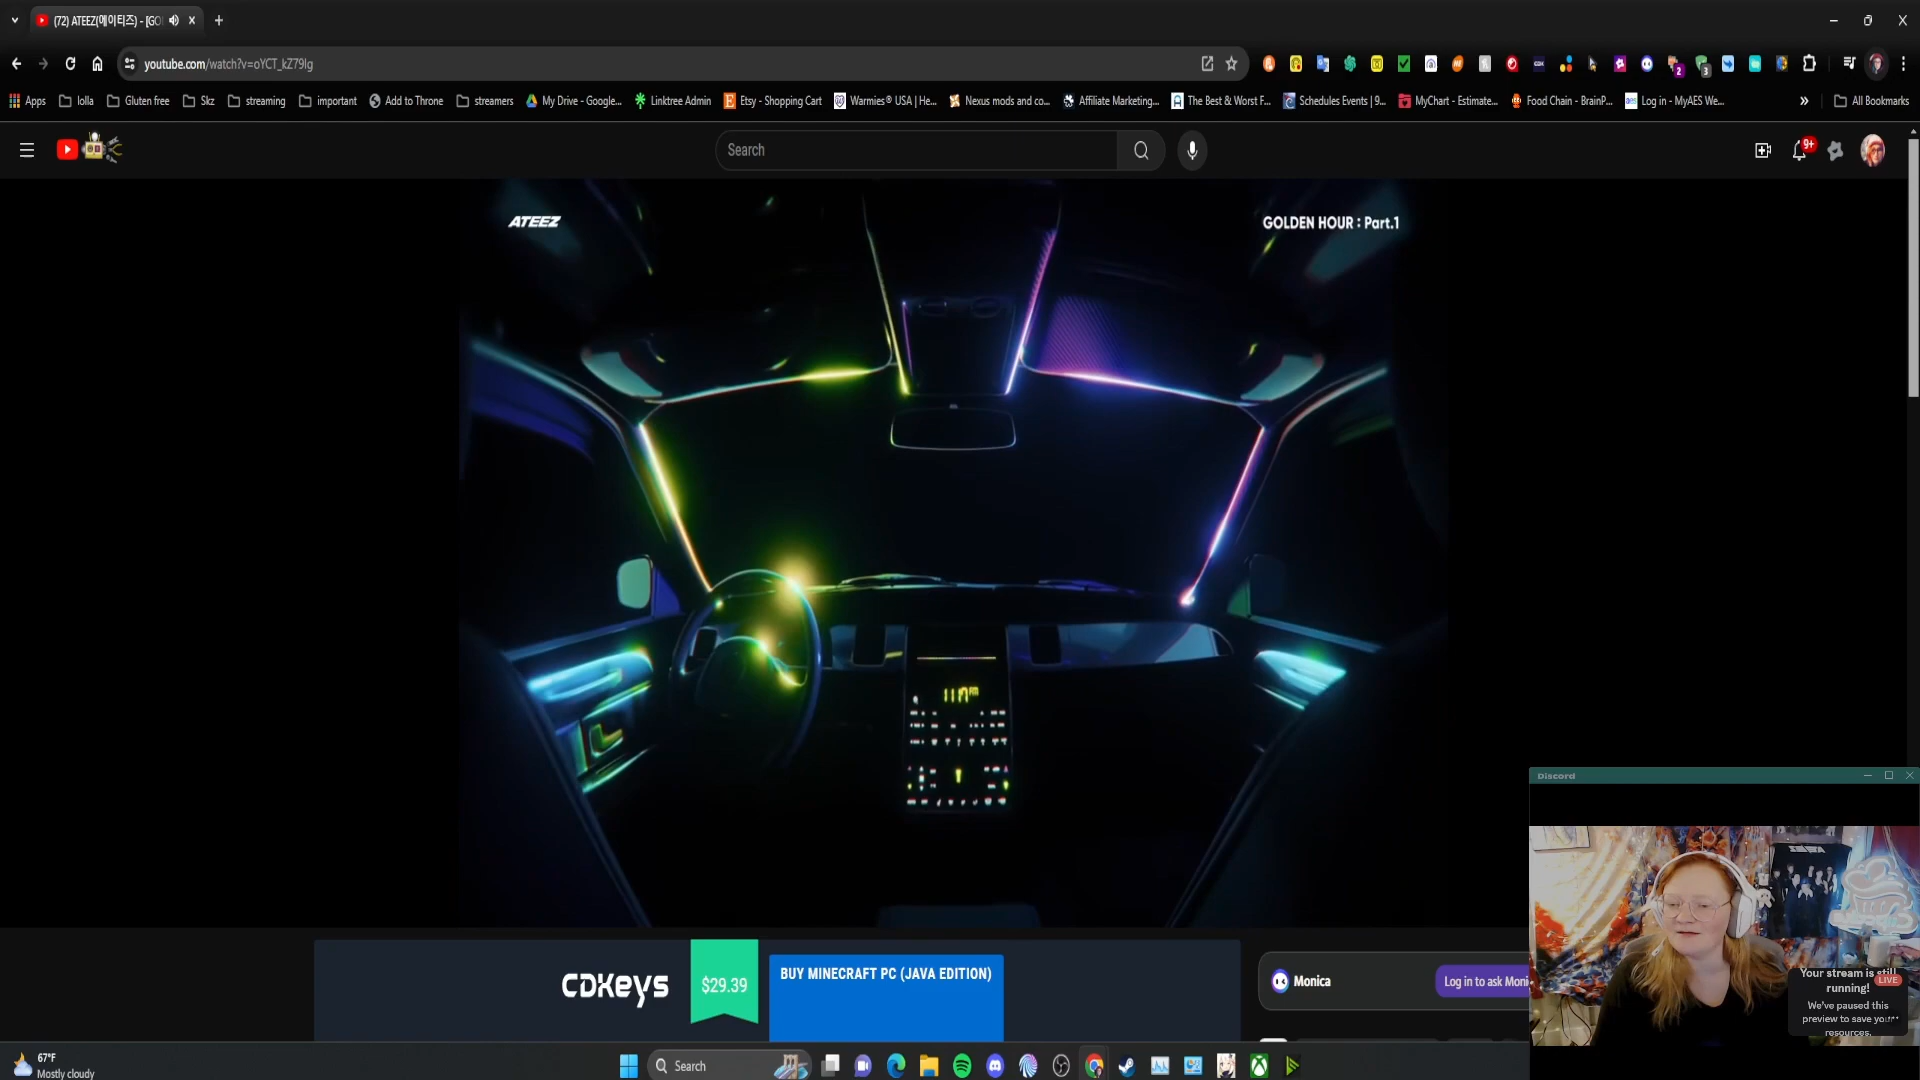 (72) ATEEZ(에이티즈) - [GO
youtube.com/watch?v=oYCT_kZ79Ig
Apps
lolla
Gluten free
Skz
streaming
important
Add to Throne
streamers
My Drive - Google...
Linktree Admin
Etsy - Shopping Cart
Warmies® USA | He...
Nexus mods and co...
Affiliate Marketing...
The Best & Worst F...
Schedules Events | 9...
MyChart - Estimate...
Food Chain - BrainP...
Log in - MyAES We...
All Bookmarks
Search
9+
ATEEZ
GOLDEN HOUR : Part.1
Discord
CDKeys
$29.39
BUY MINECRAFT PC (JAVA EDITION)
Monica
Log in to ask Moni
Your stream is still
running!
LIVE
We've paused this
preview to save your
resources.
67°F
Mostly cloudy
Search